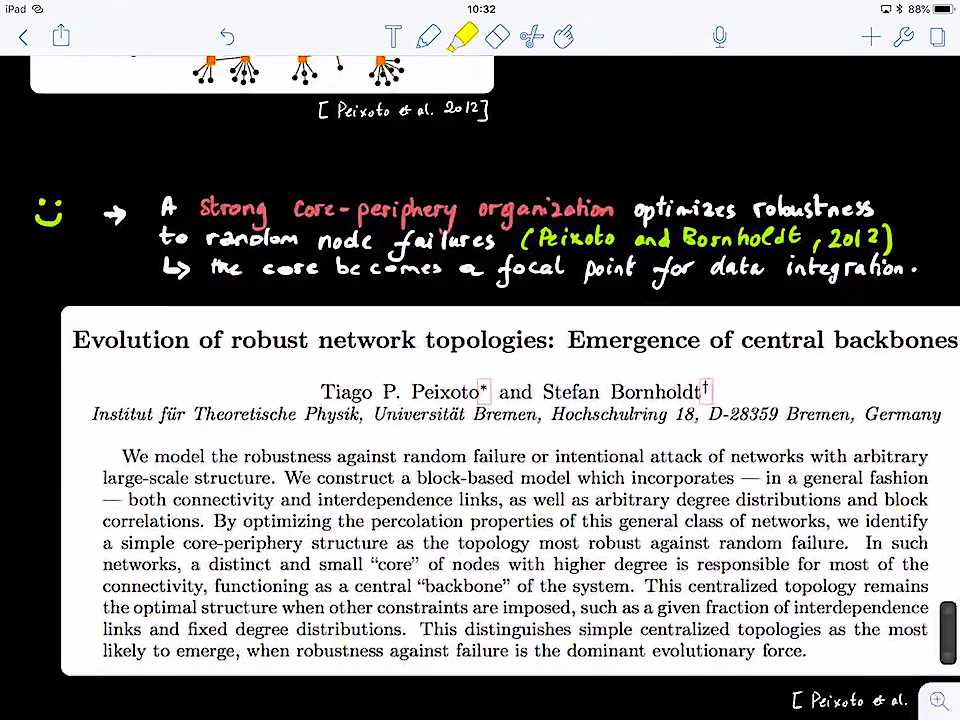 iPad
10:32
88%
[ Peixoto et al. 2012]
→ A Strong Core-periphery organization optimizes robustness
to random node failures (Peixoto and Bornholdt, 2012)
↳ the core becomes a focal point for data integration.
Evolution of robust network topologies: Emergence of central backbones
Tiago P. Peixoto* and Stefan Bornholdt†
Institut für Theoretische Physik, Universität Bremen, Hochschulring 18, D-28359 Bremen, Germany
We model the robustness against random failure or intentional attack of networks with arbitrary
large-scale structure. We construct a block-based model which incorporates — in a general fashion
— both connectivity and interdependence links, as well as arbitrary degree distributions and block
correlations. By optimizing the percolation properties of this general class of networks, we identify
a simple core-periphery structure as the topology most robust against random failure. In such
networks, a distinct and small “core” of nodes with higher degree is responsible for most of the
connectivity, functioning as a central “backbone” of the system. This centralized topology remains
the optimal structure when other constraints are imposed, such as a given fraction of interdependence
links and fixed degree distributions. This distinguishes simple centralized topologies as the most
likely to emerge, when robustness against failure is the dominant evolutionary force.
[ Peixoto et al.